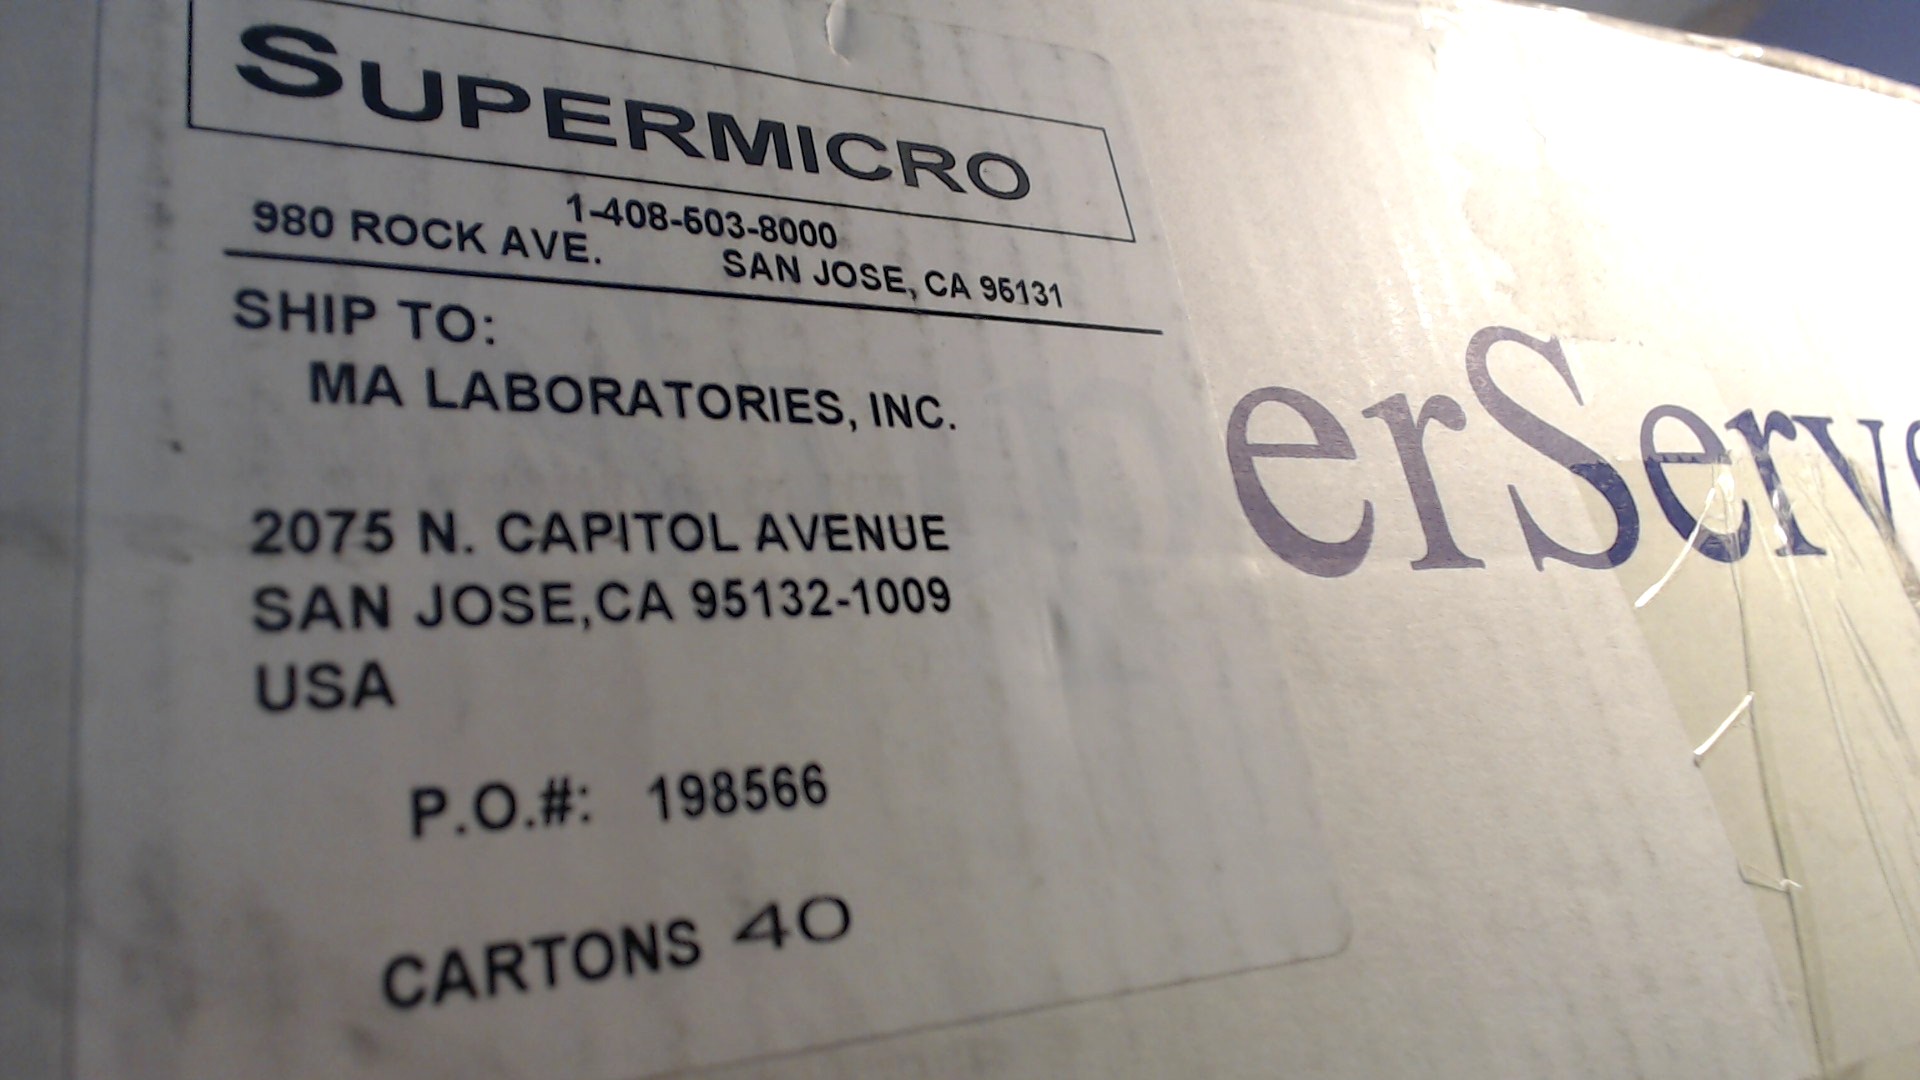 SUPERMICRO
1-408-503-8000
980 ROCK AVE. SAN JOSE, CA 95131
SHIP TO:
MA LABORATORIES, INC.
2075 N. CAPITOL AVENUE
SAN JOSE,CA 95132-1009
USA
P.O.#: 198566
CARTONS 40
erServe